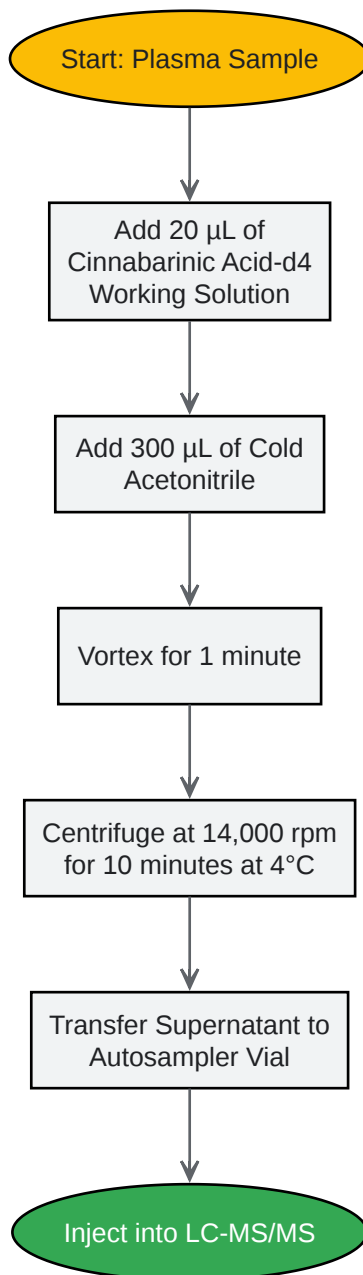 Start: Plasma Sample
Add 20 µL of
Cinnabarinic Acid-d4
Working Solution
Add 300 µL of Cold
Acetonitrile
Vortex for 1 minute
Centrifuge at 14,000 rpm
for 10 minutes at 4°C
Transfer Supernatant to
Autosampler Vial
Inject into LC-MS/MS